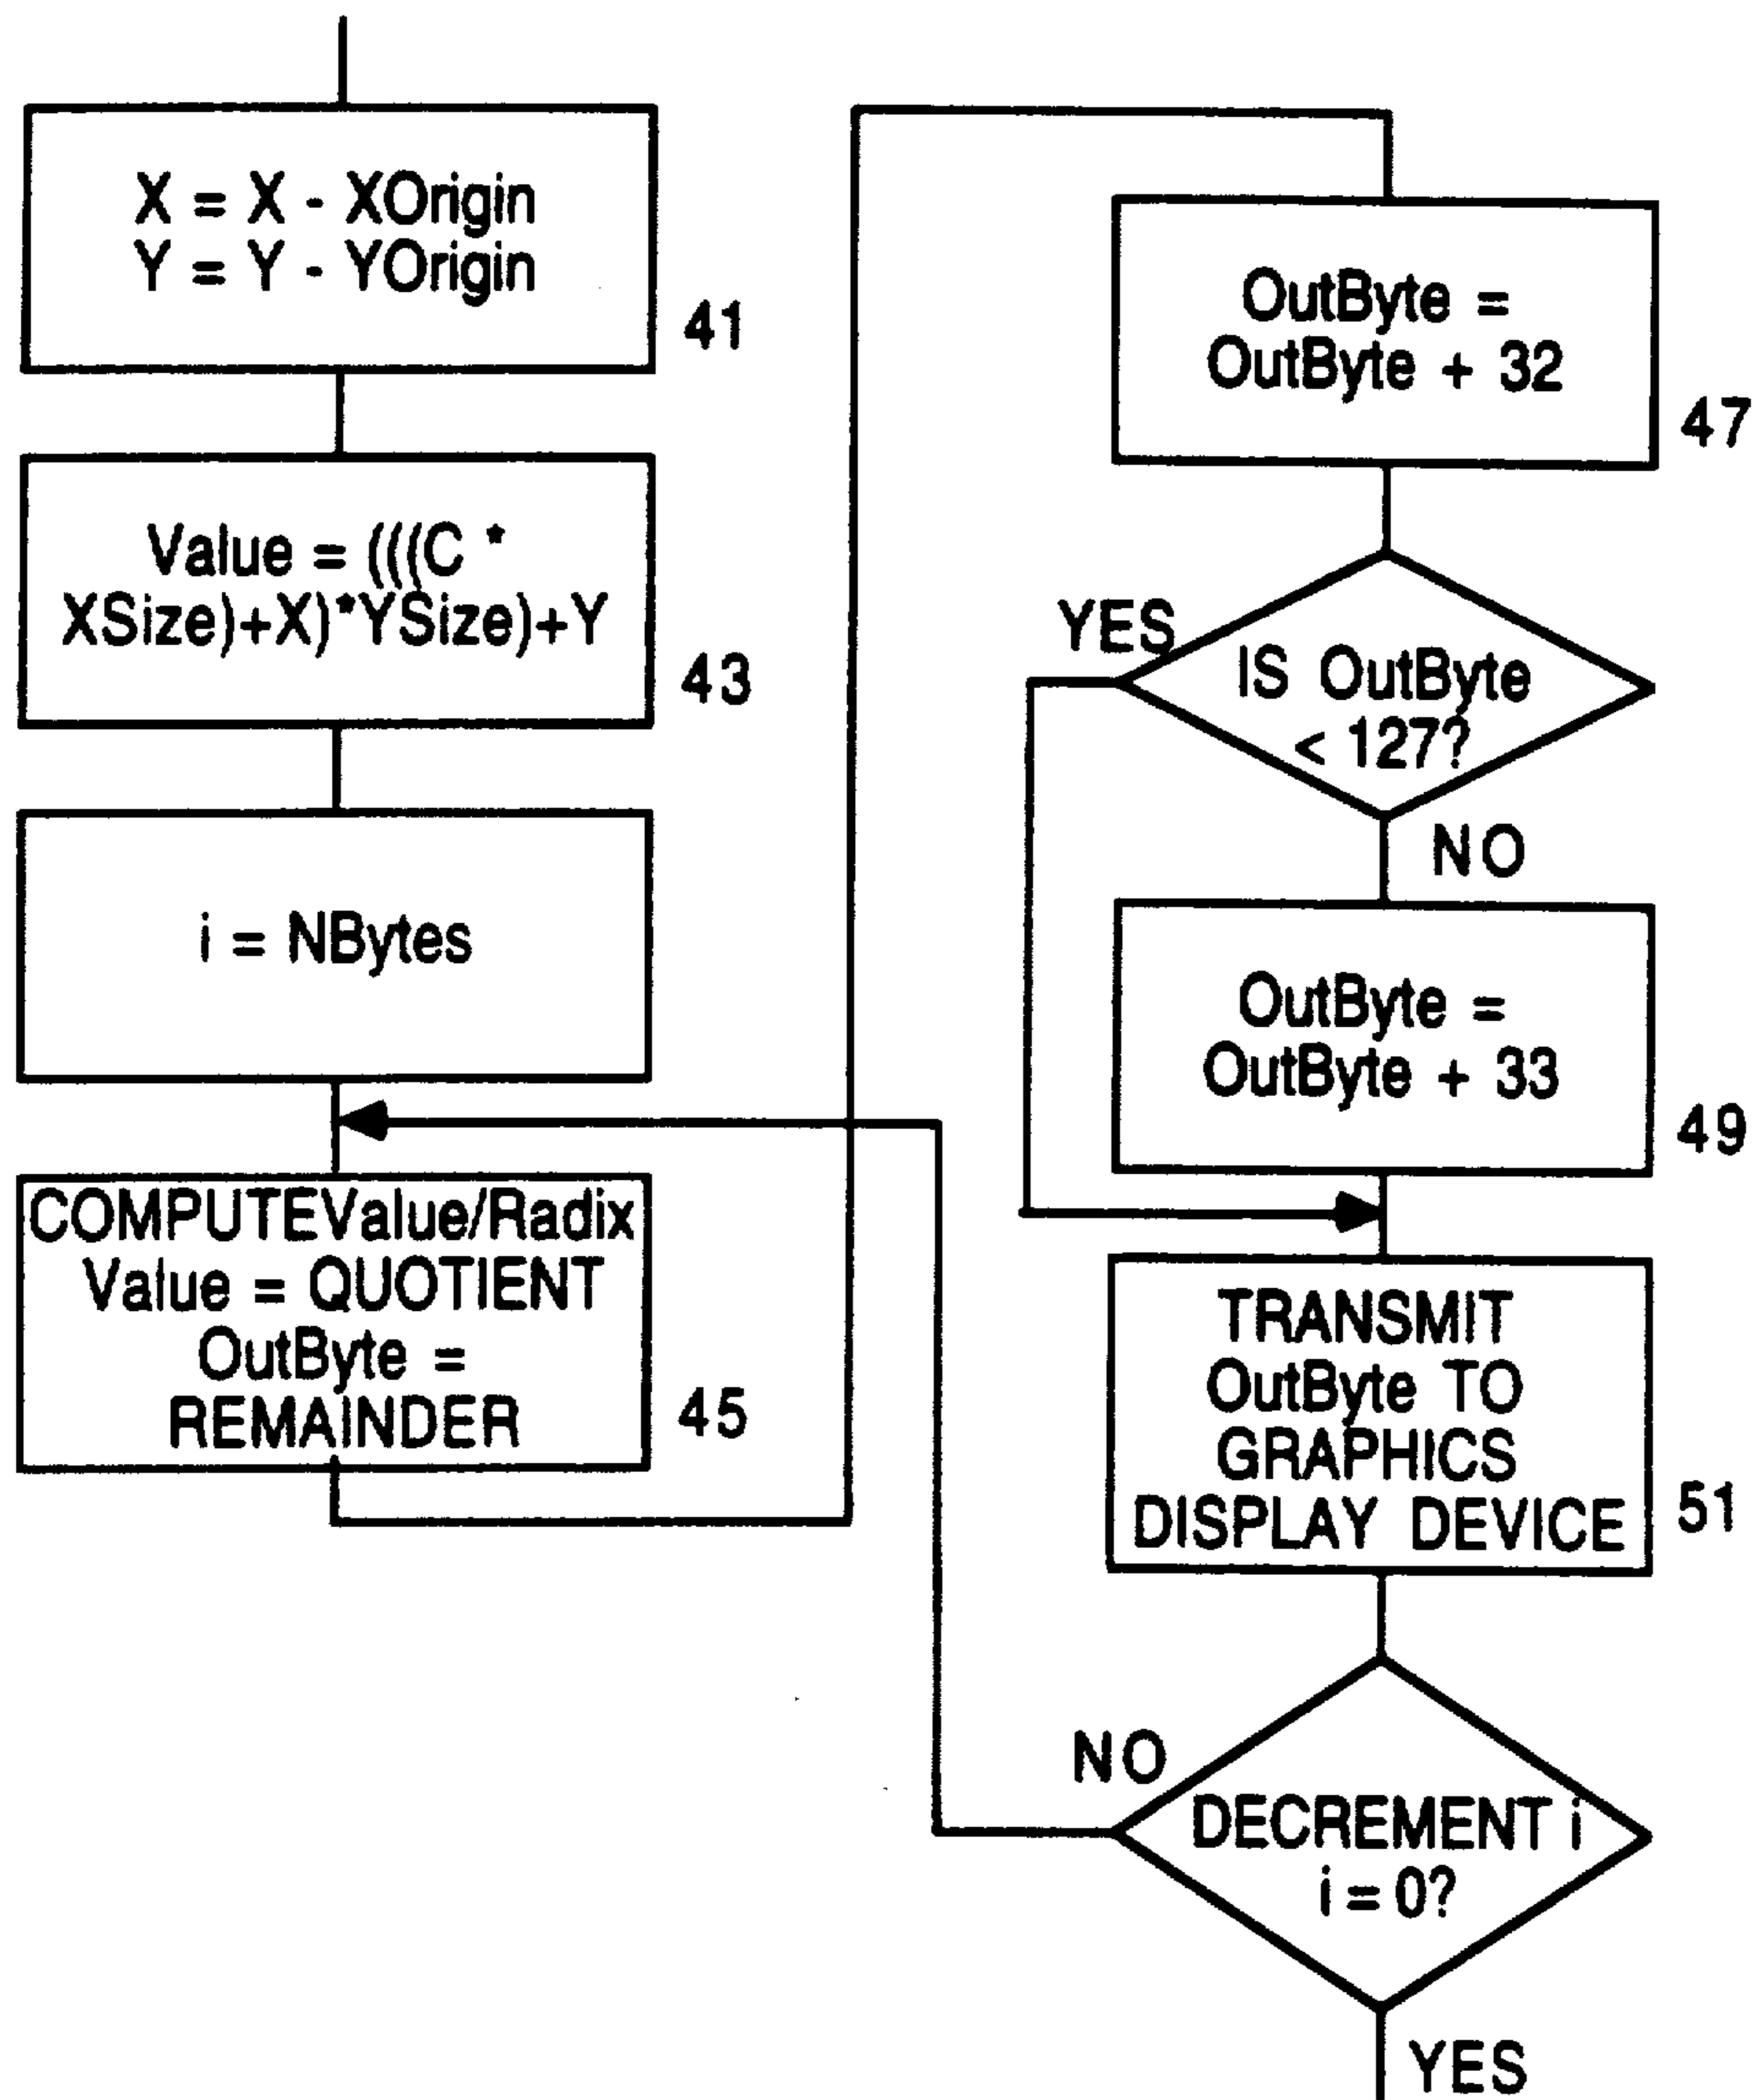 X = X - XOrigin
Y = Y - YOrigin
41
Value = (((C *
XSize)+X)*YSize)+Y
43
i = NBytes
COMPUTEValue/Radix
Value = QUOTIENT
OutByte =
REMAINDER
45
OutByte =
OutByte + 32
47
YES
IS OutByte
< 127?
NO
OutByte =
OutByte + 33
49
TRANSMIT
OutByte TO
GRAPHICS
DISPLAY DEVICE
51
NO
DECREMENT i
i = 0?
YES